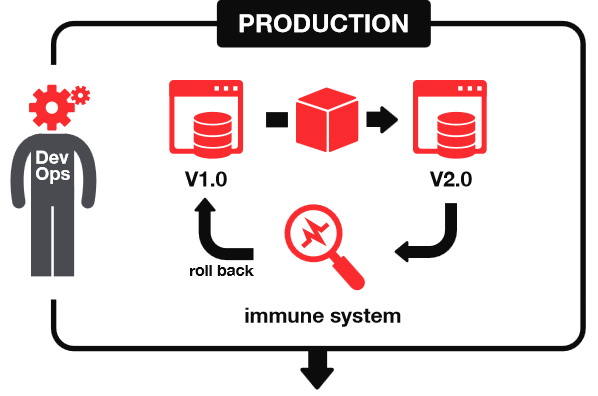 PRODUCTION
Dev
Ops
V1.0
V2.0
roll back
immune system